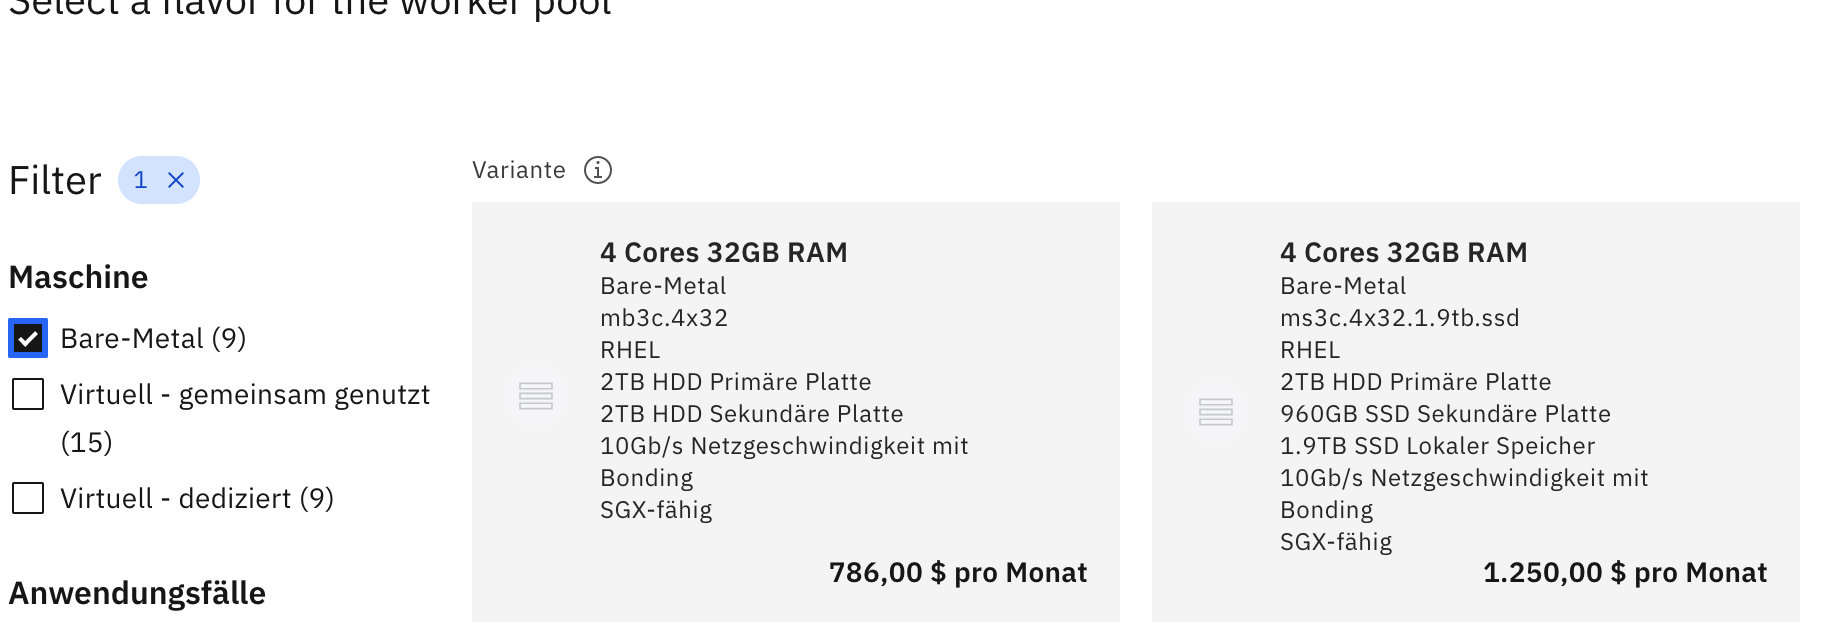 Select a flavor for the worker pool
Filter 1
Maschine
Bare-Metal (9)
Virtuell - gemeinsam genutzt
(15)
Virtuell - dediziert (9)
Anwendungsfälle
Variante
4 Cores 32GB RAM
Bare-Metal
mb3c.4x32
RHEL
2TB HDD Primäre Platte
2TB HDD Sekundäre Platte
10Gb/s Netzgeschwindigkeit mit
Bonding
SGX-fähig
786,00 $ pro Monat
4 Cores 32GB RAM
Bare-Metal
ms3c.4x32.1.9tb.ssd
RHEL
2TB HDD Primäre Platte
960GB SSD Sekundäre Platte
1.9TB SSD Lokaler Speicher
10Gb/s Netzgeschwindigkeit mit
Bonding
SGX-fähig
1.250,00 $ pro Monat